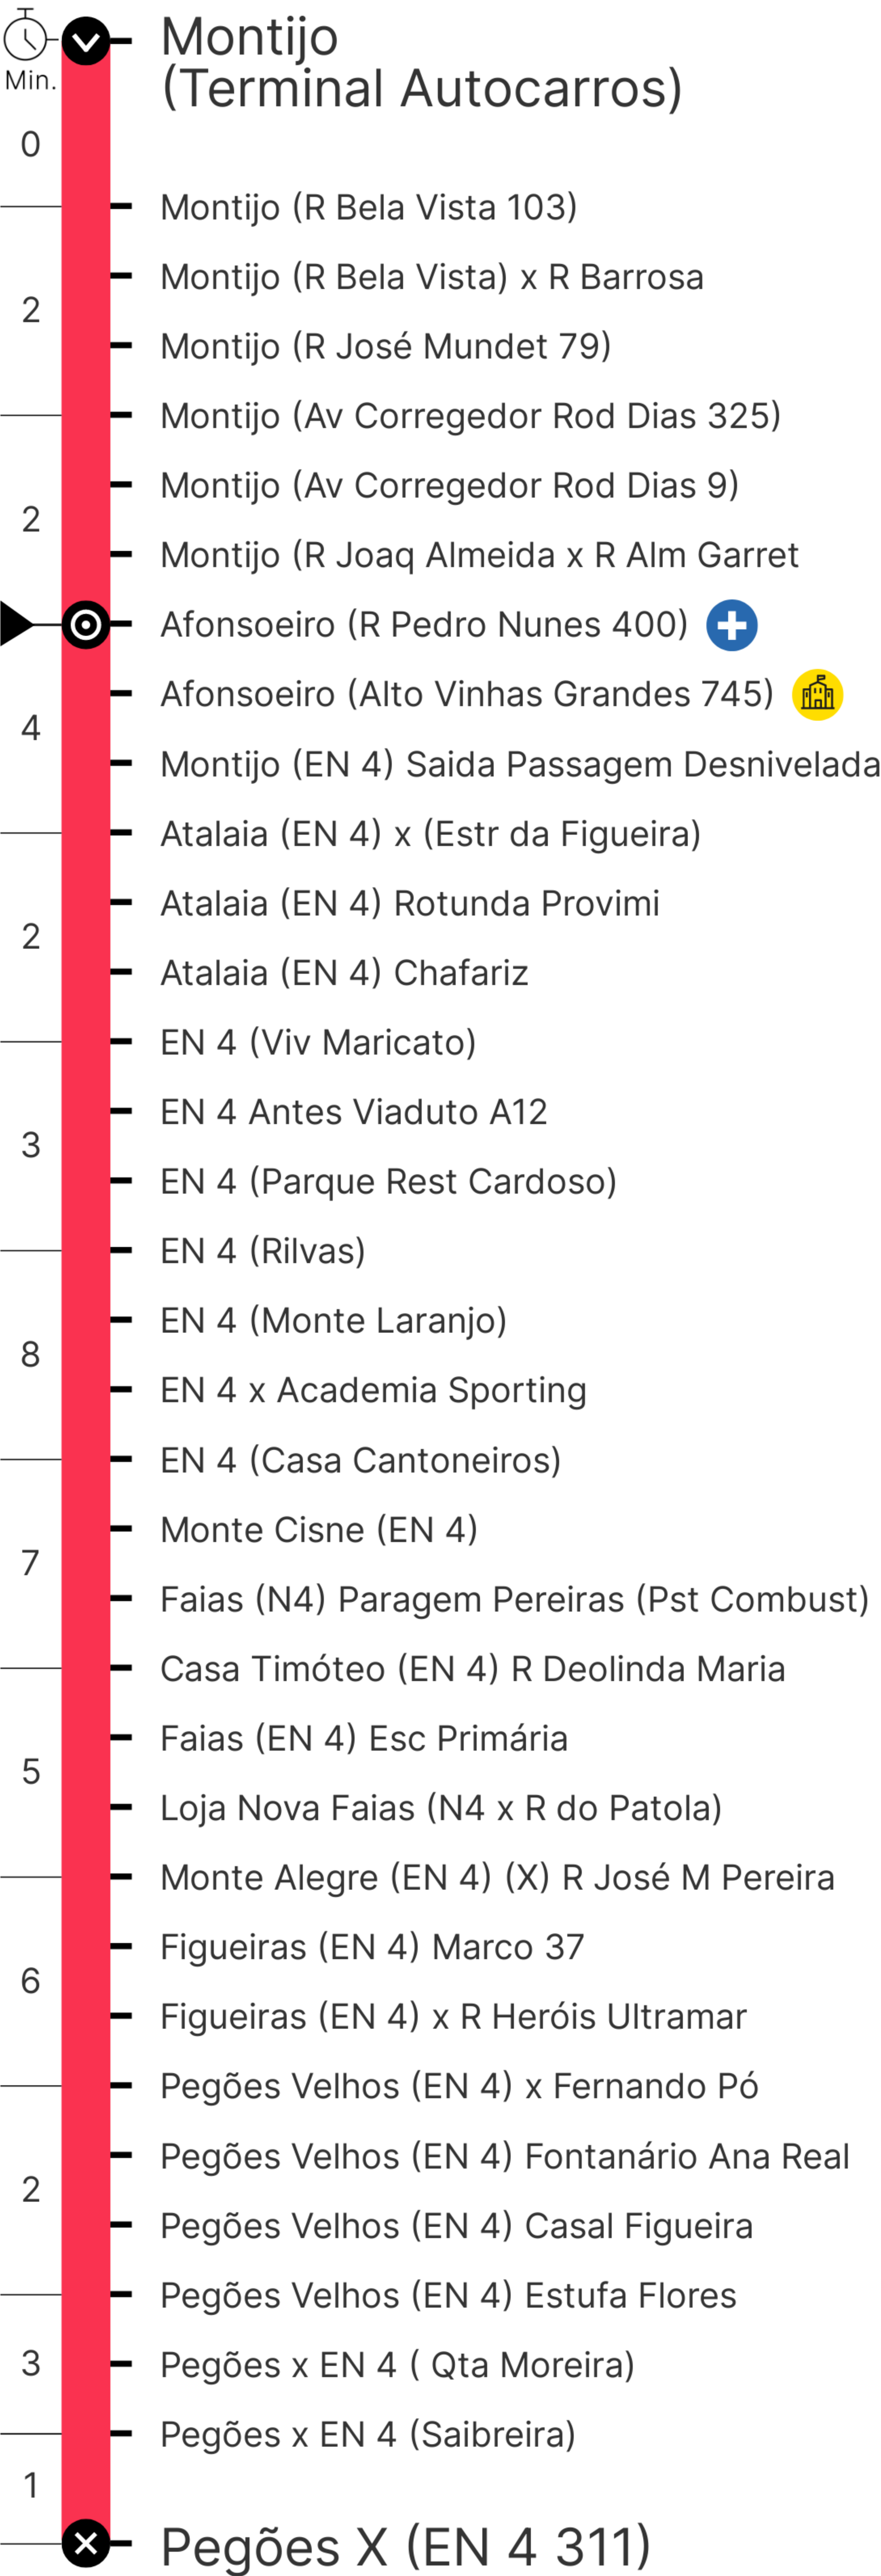 Montijo
(Terminal Autocarros)
Min.
0
Montijo (R Bela Vista 103)
Montijo (R Bela Vista) x R Barrosa
2
Montijo (R José Mundet 79)
Montijo (Av Corregedor Rod Dias 325)
Montijo (Av Corregedor Rod Dias 9)
2
Montijo (R Joaq Almeida x R Alm Garret
Afonsoeiro (R Pedro Nunes 400)
Afonsoeiro (Alto Vinhas Grandes 745)
4
Montijo (EN 4) Saida Passagem Desnivelada
Atalaia (EN 4) x (Estr da Figueira)
Atalaia (EN 4) Rotunda Provimi
2
Atalaia (EN 4) Chafariz
EN 4 (Viv Maricato)
EN 4 Antes Viaduto A12
3
EN 4 (Parque Rest Cardoso)
EN 4 (Rilvas)
EN 4 (Monte Laranjo)
8
EN 4 x Academia Sporting
EN 4 (Casa Cantoneiros)
Monte Cisne (EN 4)
7
Faias (N4) Paragem Pereiras (Pst Combust)
Casa Timóteo (EN 4) R Deolinda Maria
Faias (EN 4) Esc Primária
5
Loja Nova Faias (N4 x R do Patola)
Monte Alegre (EN 4) (X) R José M Pereira
Figueiras (EN 4) Marco 37
6
Figueiras (EN 4) x R Heróis Ultramar
Pegões Velhos (EN 4) x Fernando Pó
Pegões Velhos (EN 4) Fontanário Ana Real
2
Pegões Velhos (EN 4) Casal Figueira
Pegões Velhos (EN 4) Estufa Flores
3
Pegões x EN 4 ( Qta Moreira)
Pegões x EN 4 (Saibreira)
1
Pegões X (EN 4 311)